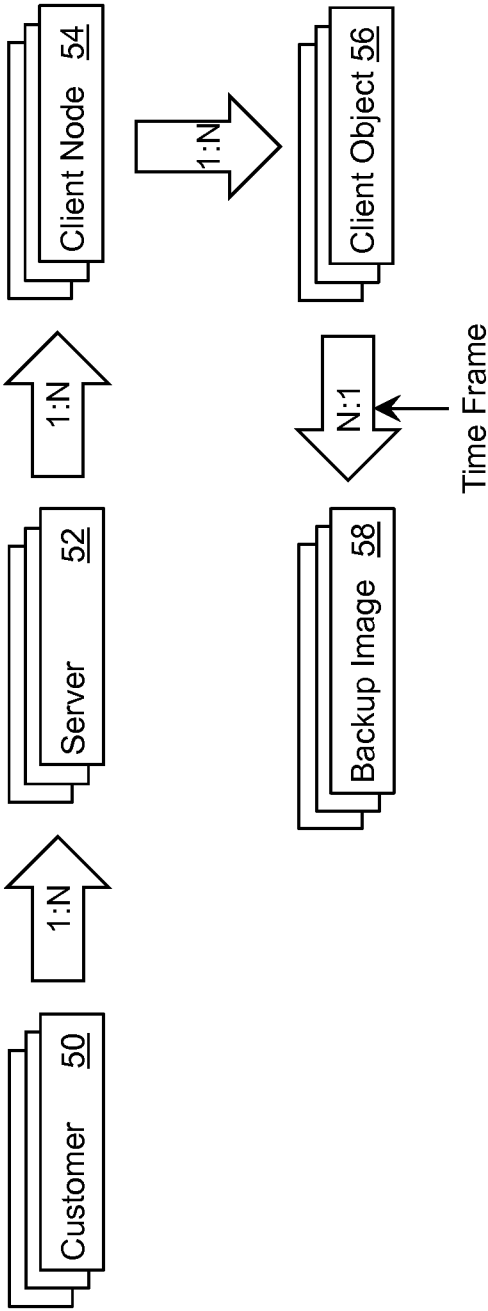 Customer 50
1:N
Server 52
1:N
Client Node 54
1:N
Client Object 56
N:1
Time Frame
Backup Image 58